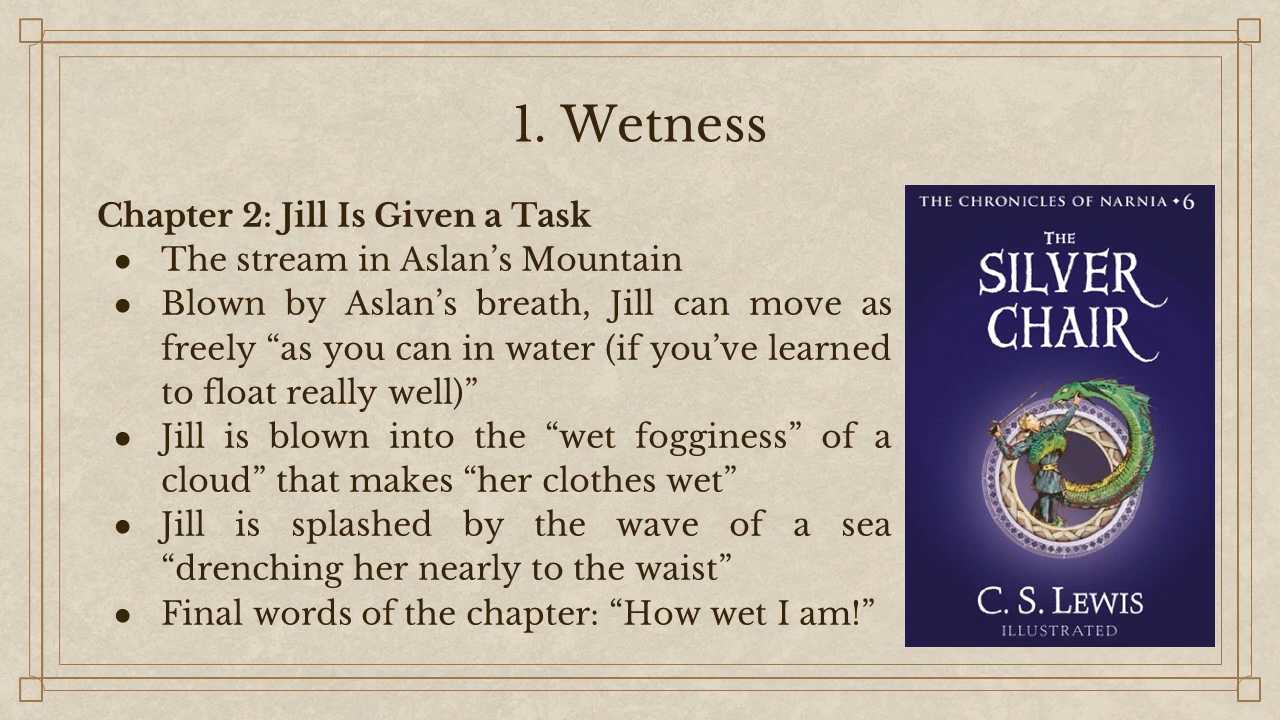 1. Wetness
Chapter 2: Jill Is Given a Task
● The stream in Aslan’s Mountain
● Blown by Aslan’s breath, Jill can move as
freely “as you can in water (if you’ve learned
to float really well)”
● Jill is blown into the “wet fogginess” of a
cloud” that makes “her clothes wet”
● Jill is splashed by the wave of a sea
“drenching her nearly to the waist”
● Final words of the chapter: “How wet I am!”
THE CHRONICLES OF NARNIA ✦ 6
THE
SILVER
CHAIR
C. S. LEWIS
ILLUSTRATED